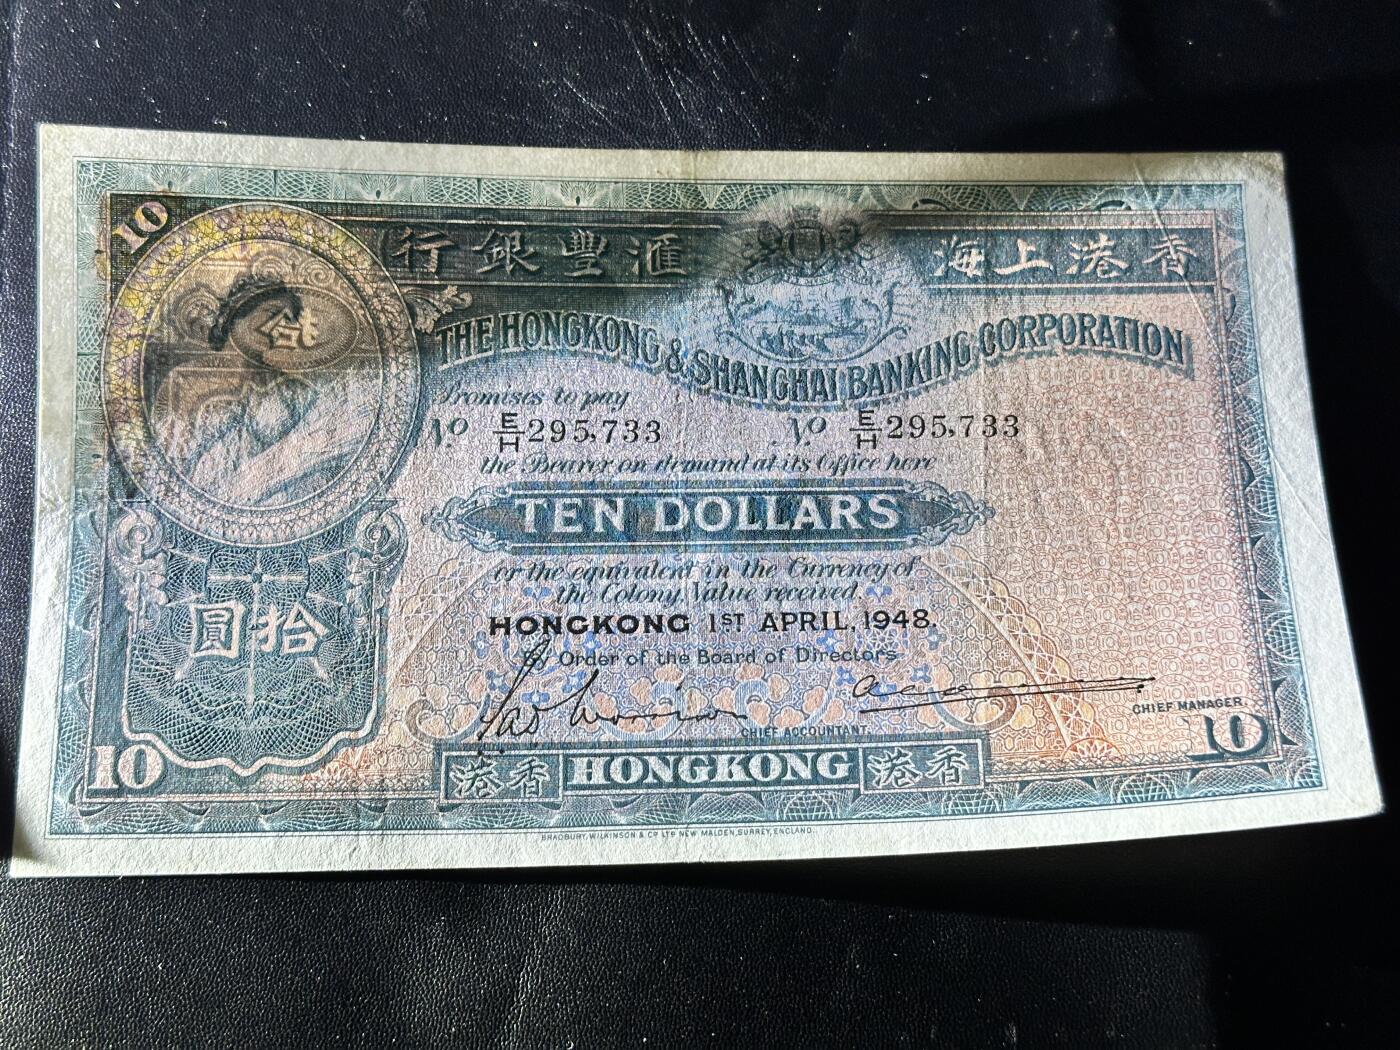 10
行銀豐滙
海上港香
THE HONGKONG & SHANGHAI BANKING CORPORATION
Promises to pay
No E/H 295,733 No E/H 295,733
the Bearer on demand at its Office here
TEN DOLLARS
or the equivalent in the Currency of
the Colony, Value received.
HONGKONG 1ST APRIL, 1948.
By Order of the Board of Directors
圓拾
CHIEF ACCOUNTANT.
CHIEF MANAGER.
10
港香 HONGKONG 港香
10
BRADBURY, WILKINSON & Co LTD NEW MALDEN, SURREY, ENGLAND.